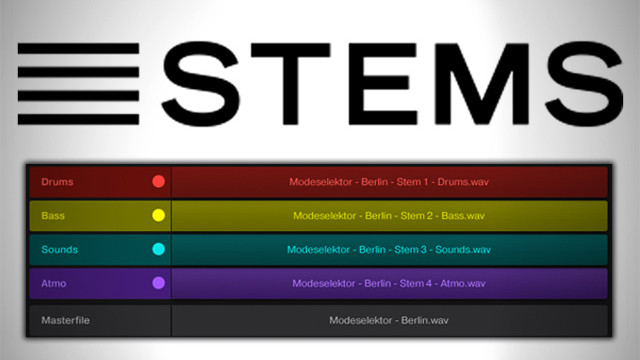 STEMS
Drums Modeselektor - Berlin - Stem 1 - Drums.wav
Bass Modeselektor - Berlin - Stem 2 - Bass.wav
Sounds Modeselektor - Berlin - Stem 3 - Sounds.wav
Atmo Modeselektor - Berlin - Stem 4 - Atmo.wav
Masterfile Modeselektor - Berlin.wav